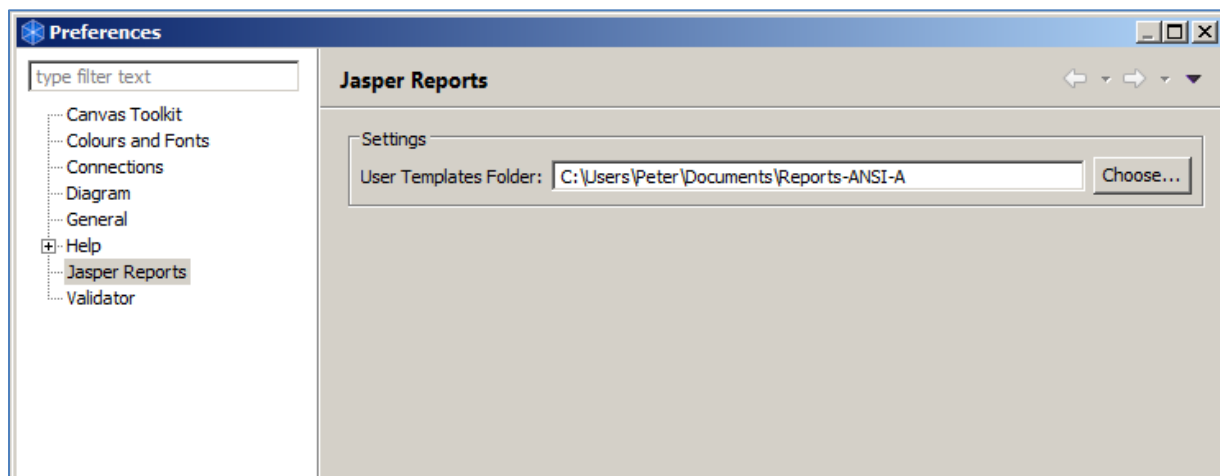 Preferences
type filter text
Canvas Toolkit
Colours and Fonts
Connections
Diagram
General
Help
Jasper Reports
Validator
Jasper Reports
Settings
User Templates Folder: C:\Users\Peter\Documents\Reports-ANSI-A Choose...